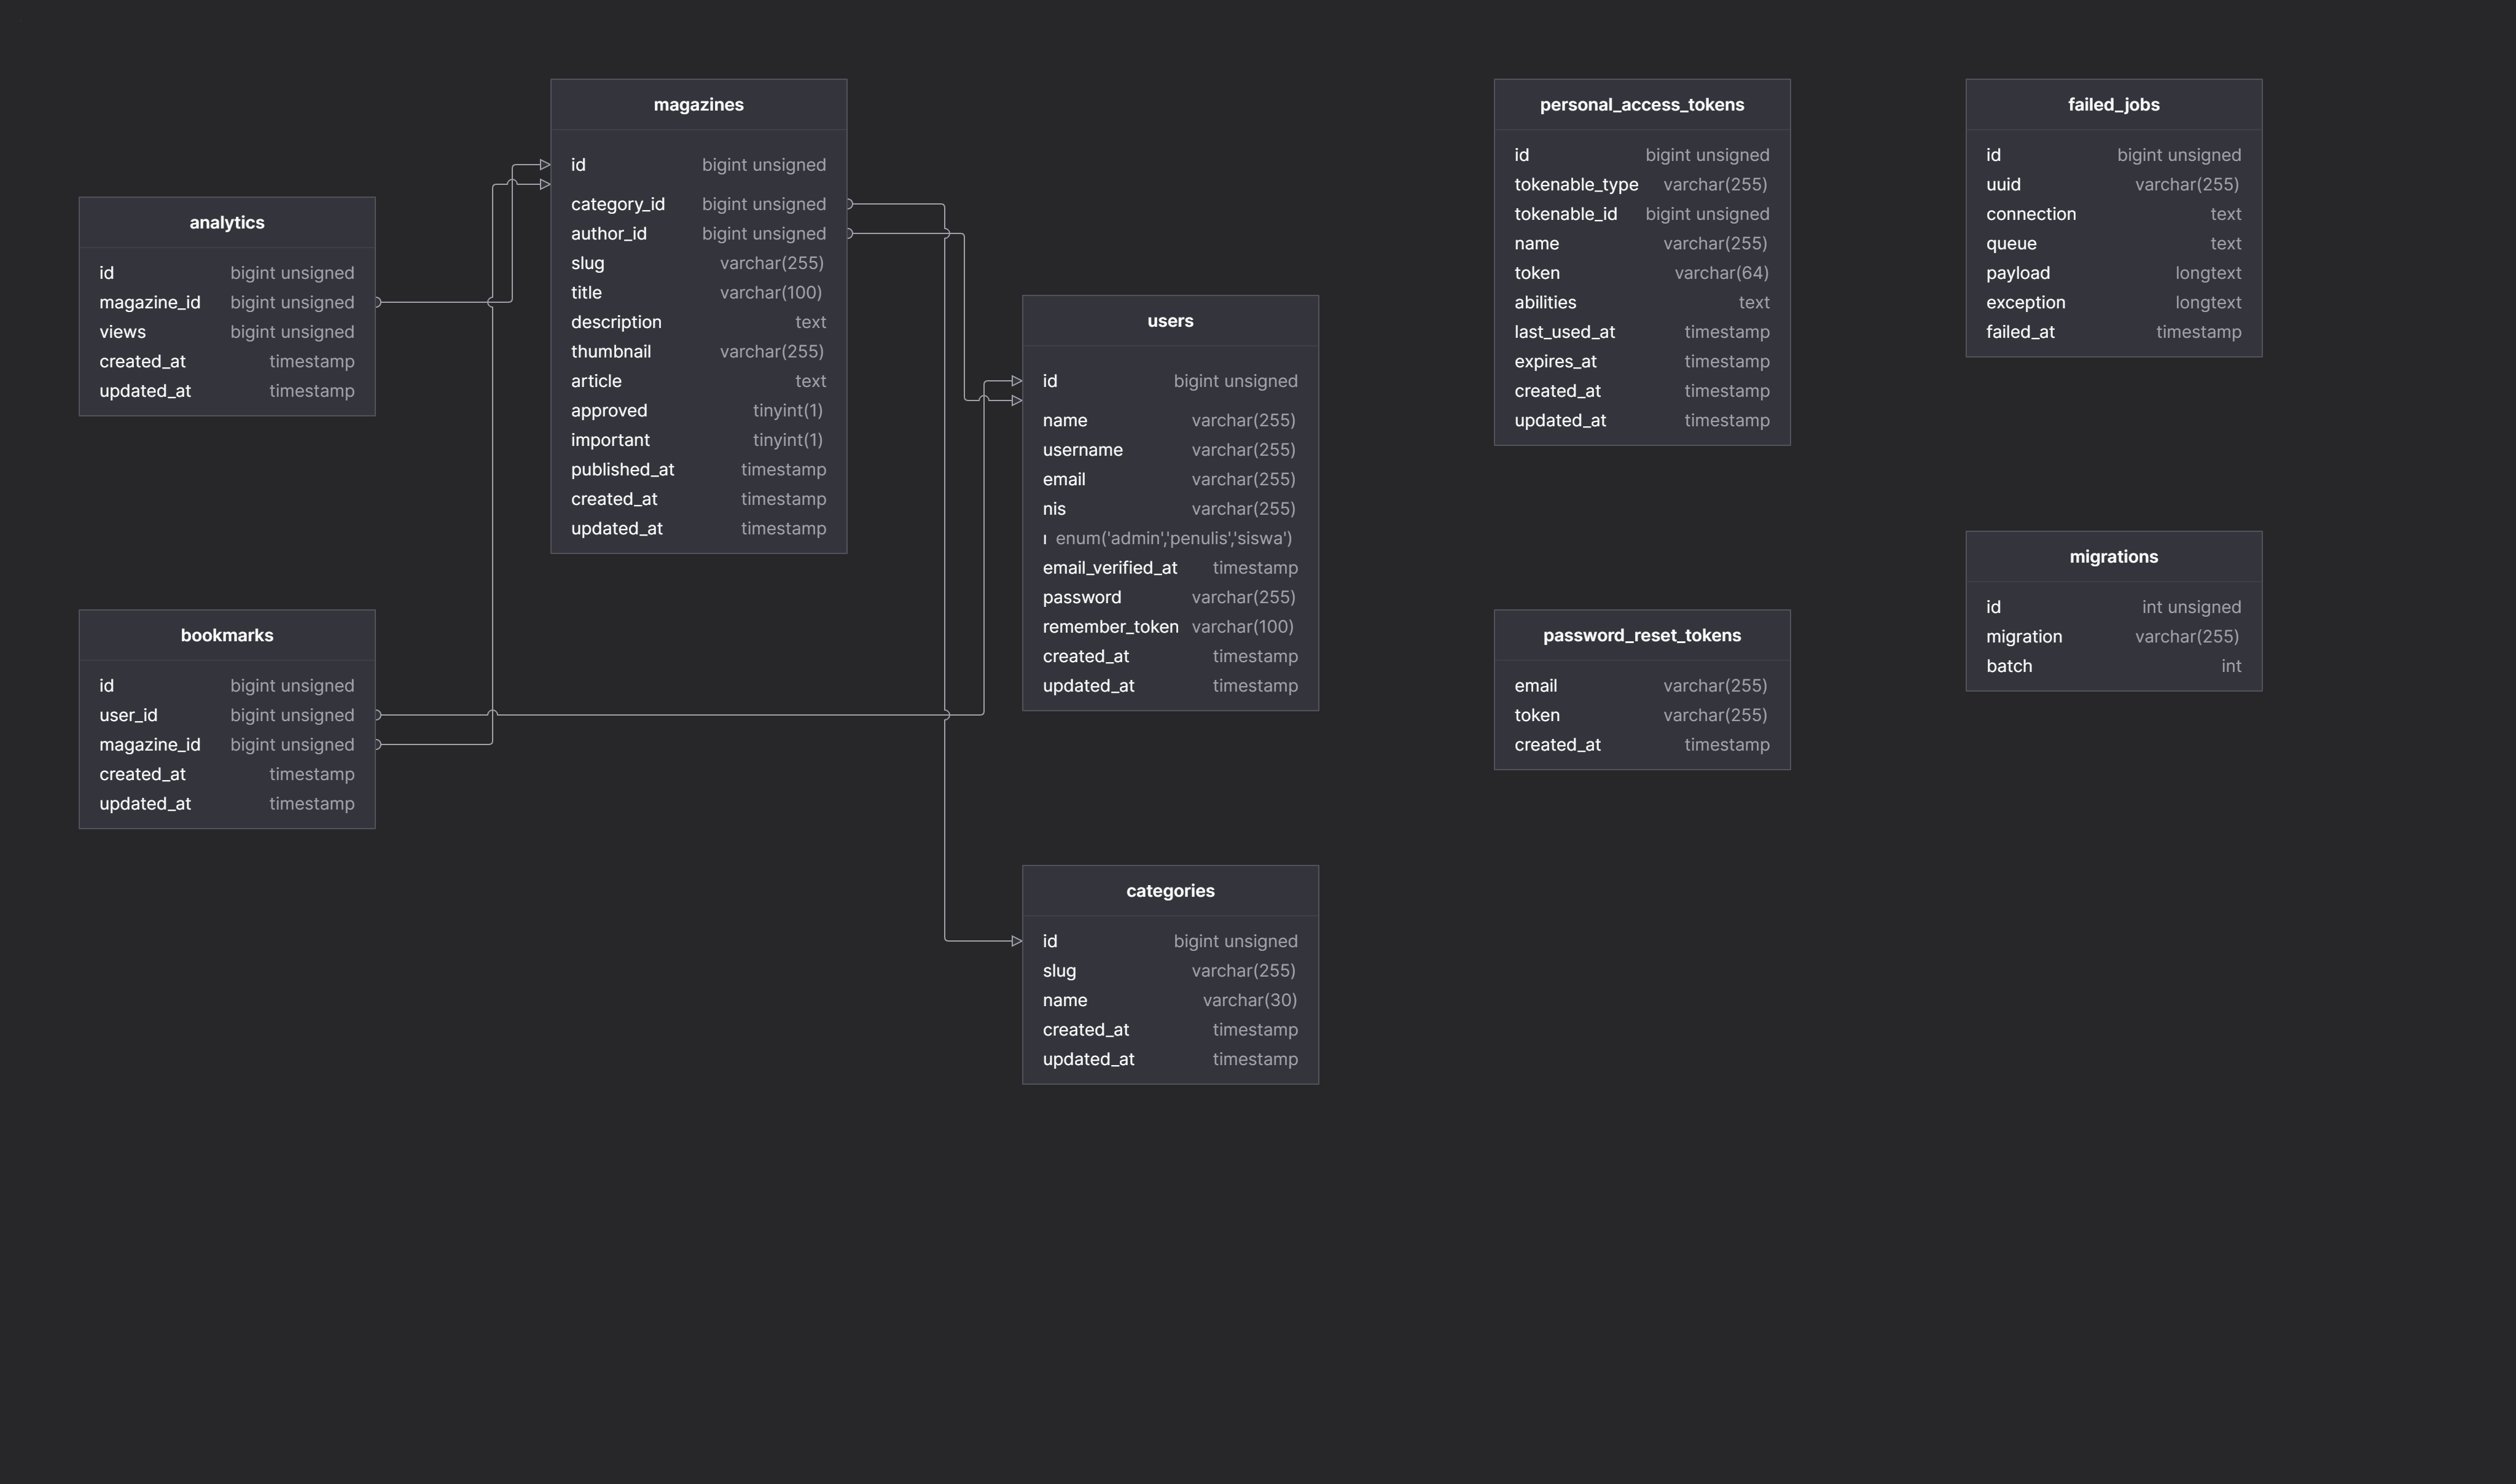 magazines
id bigint unsigned
category_id bigint unsigned
author_id bigint unsigned
slug varchar(255)
title varchar(100)
description text
thumbnail varchar(255)
article text
approved tinyint(1)
important tinyint(1)
published_at timestamp
created_at timestamp
updated_at timestamp
personal_access_tokens
id bigint unsigned
tokenable_type varchar(255)
tokenable_id bigint unsigned
name varchar(255)
token varchar(64)
abilities text
last_used_at timestamp
expires_at timestamp
created_at timestamp
updated_at timestamp
failed_jobs
id bigint unsigned
uuid varchar(255)
connection text
queue text
payload longtext
exception longtext
failed_at timestamp
analytics
id bigint unsigned
magazine_id bigint unsigned
views bigint unsigned
created_at timestamp
updated_at timestamp
users
id bigint unsigned
name varchar(255)
username varchar(255)
email varchar(255)
nis varchar(255)
enum('admin','penulis','siswa')
email_verified_at timestamp
password varchar(255)
remember_token varchar(100)
created_at timestamp
updated_at timestamp
migrations
id int unsigned
migration varchar(255)
batch int
bookmarks
id bigint unsigned
user_id bigint unsigned
magazine_id bigint unsigned
created_at timestamp
updated_at timestamp
password_reset_tokens
email varchar(255)
token varchar(255)
created_at timestamp
categories
id bigint unsigned
slug varchar(255)
name varchar(30)
created_at timestamp
updated_at timestamp